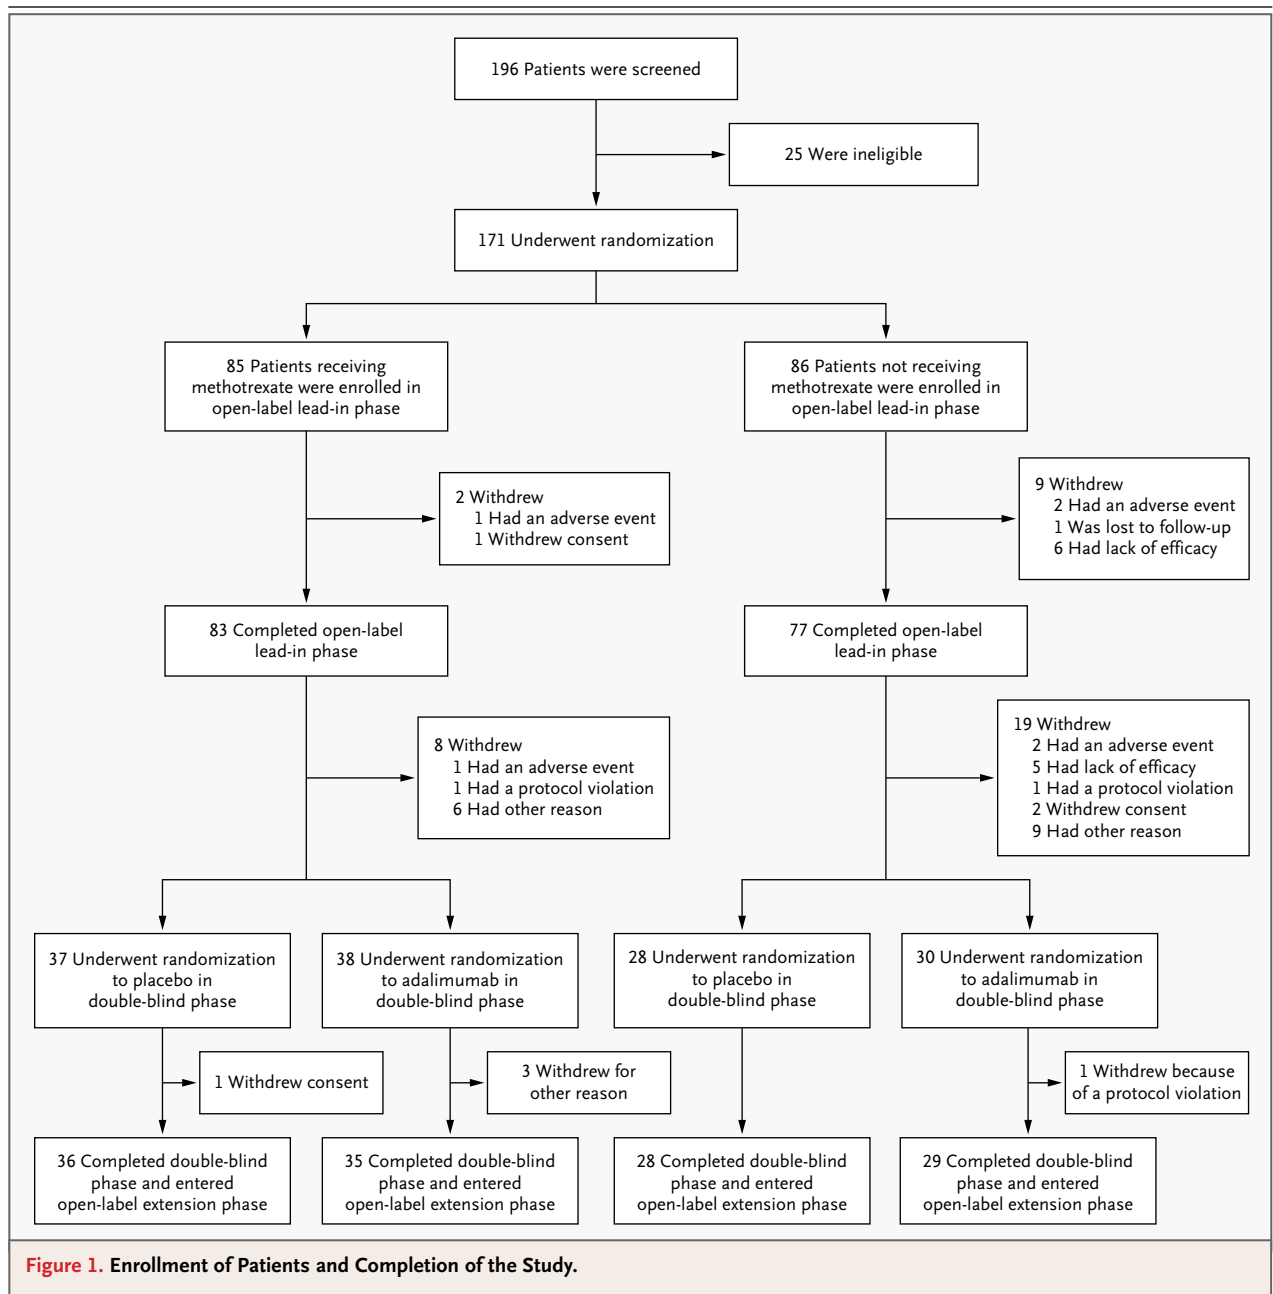 196 Patients were screened
25 Were ineligible
171 Underwent randomization
85 Patients receiving
methotrexate were enrolled in
open-label lead-in phase
86 Patients not receiving
methotrexate were enrolled in
open-label lead-in phase
2 Withdrew
1 Had an adverse event
1 Withdrew consent
9 Withdrew
2 Had an adverse event
1 Was lost to follow-up
6 Had lack of efficacy
83 Completed open-label
lead-in phase
77 Completed open-label
lead-in phase
8 Withdrew
1 Had an adverse event
1 Had a protocol violation
6 Had other reason
19 Withdrew
2 Had an adverse event
5 Had lack of efficacy
1 Had a protocol violation
2 Withdrew consent
9 Had other reason
37 Underwent randomization
to placebo in
double-blind phase
38 Underwent randomization
to adalimumab in
double-blind phase
28 Underwent randomization
to placebo in
double-blind phase
30 Underwent randomization
to adalimumab in
double-blind phase
1 Withdrew consent
3 Withdrew for
other reason
1 Withdrew because
of a protocol violation
36 Completed double-blind
phase and entered
open-label extension phase
35 Completed double-blind
phase and entered
open-label extension phase
28 Completed double-blind
phase and entered
open-label extension phase
29 Completed double-blind
phase and entered
open-label extension phase
Figure 1. Enrollment of Patients and Completion of the Study.